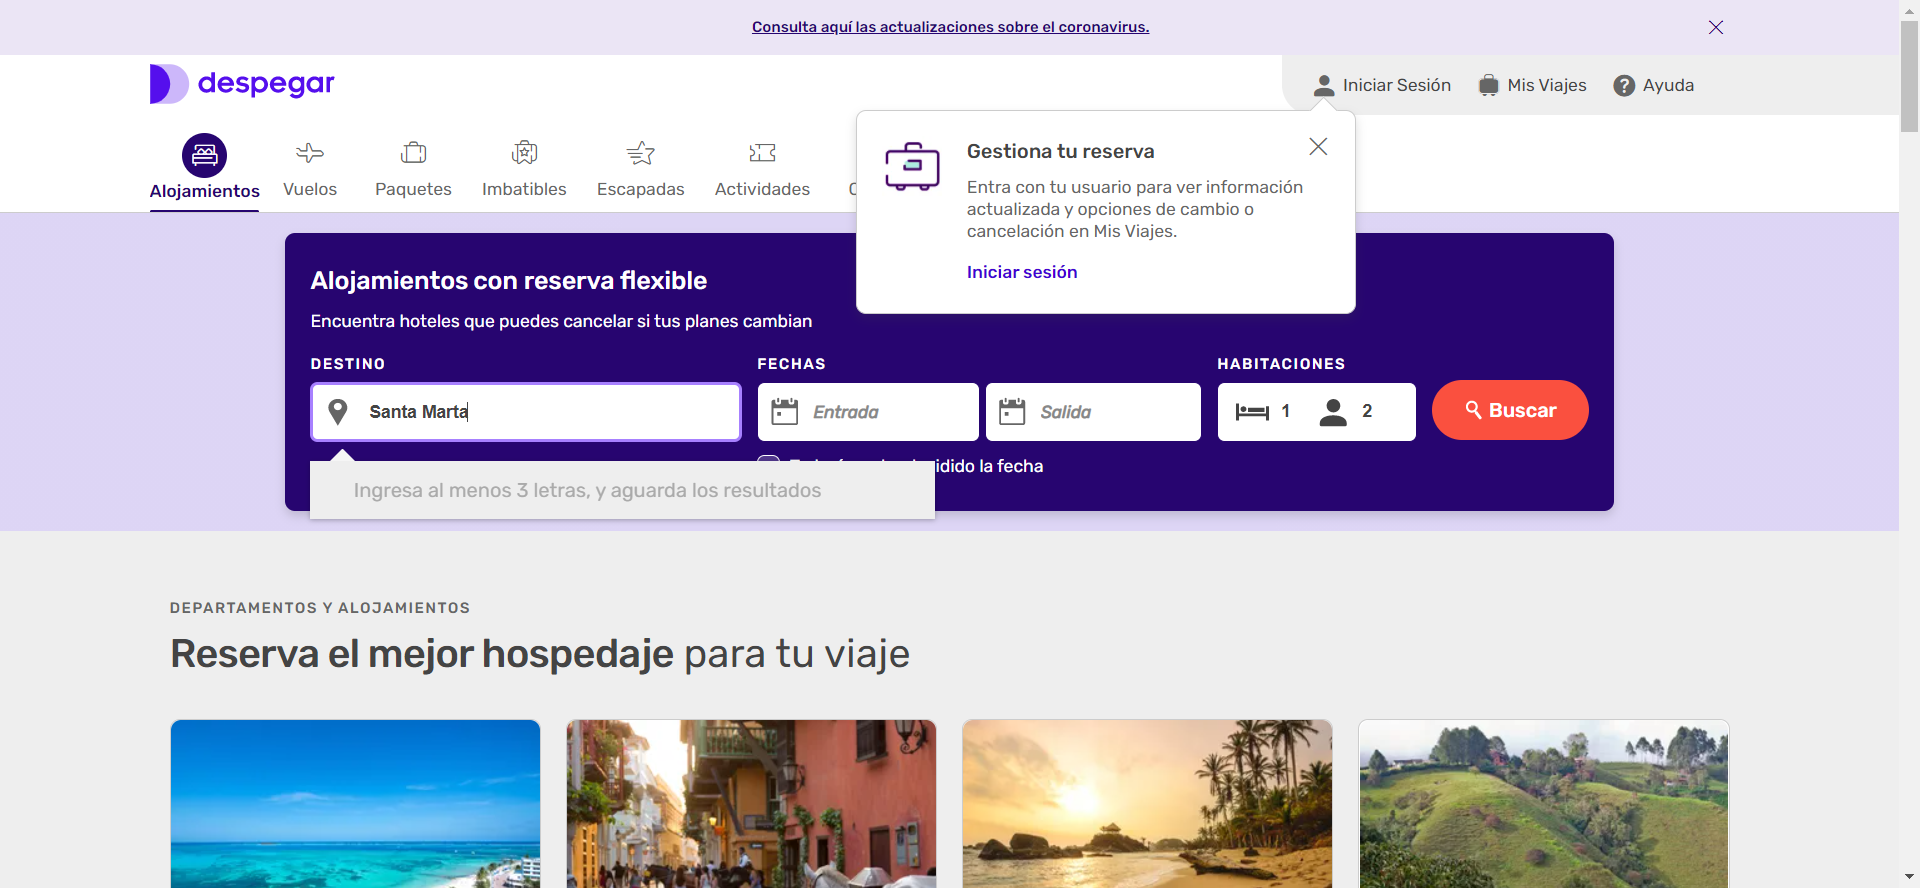 Consulta aquí las actualizaciones sobre el coronavirus.
despegar
Iniciar Sesión
Mis Viajes
Ayuda
Alojamientos
Vuelos
Paquetes
Imbatibles
Escapadas
Actividades
Gestiona tu reserva
Entra con tu usuario para ver información
actualizada y opciones de cambio o
cancelación en Mis Viajes.
Iniciar sesión
Alojamientos con reserva flexible
Encuentra hoteles que puedes cancelar si tus planes cambian
DESTINO
FECHAS
HABITACIONES
Santa Marta
Entrada
Salida
1
2
Buscar
la fecha
Ingresa al menos 3 letras, y aguarda los resultados
DEPARTAMENTOS Y ALOJAMIENTOS
Reserva el mejor hospedaje para tu viaje